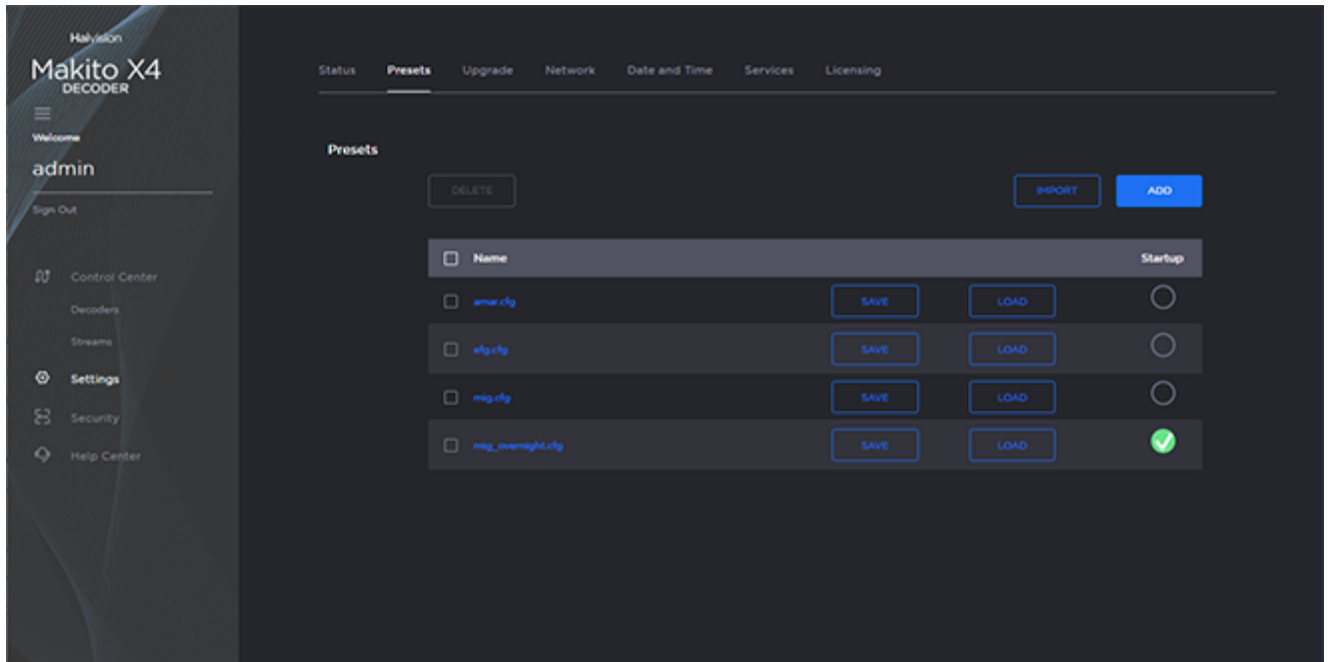 Haivision
Makito X4
DECODER
Welcome
admin
Sign Out
Control Center
Decoders
Streams
Settings
Security
Help Center
Status Presets Upgrade Network Date and Time Services Licensing
Presets
DELETE IMPORT ADD
Name Startup
amar.cfg SAVE LOAD
efg.cfg SAVE LOAD
mig.cfg SAVE LOAD
mig_overnight.cfg SAVE LOAD